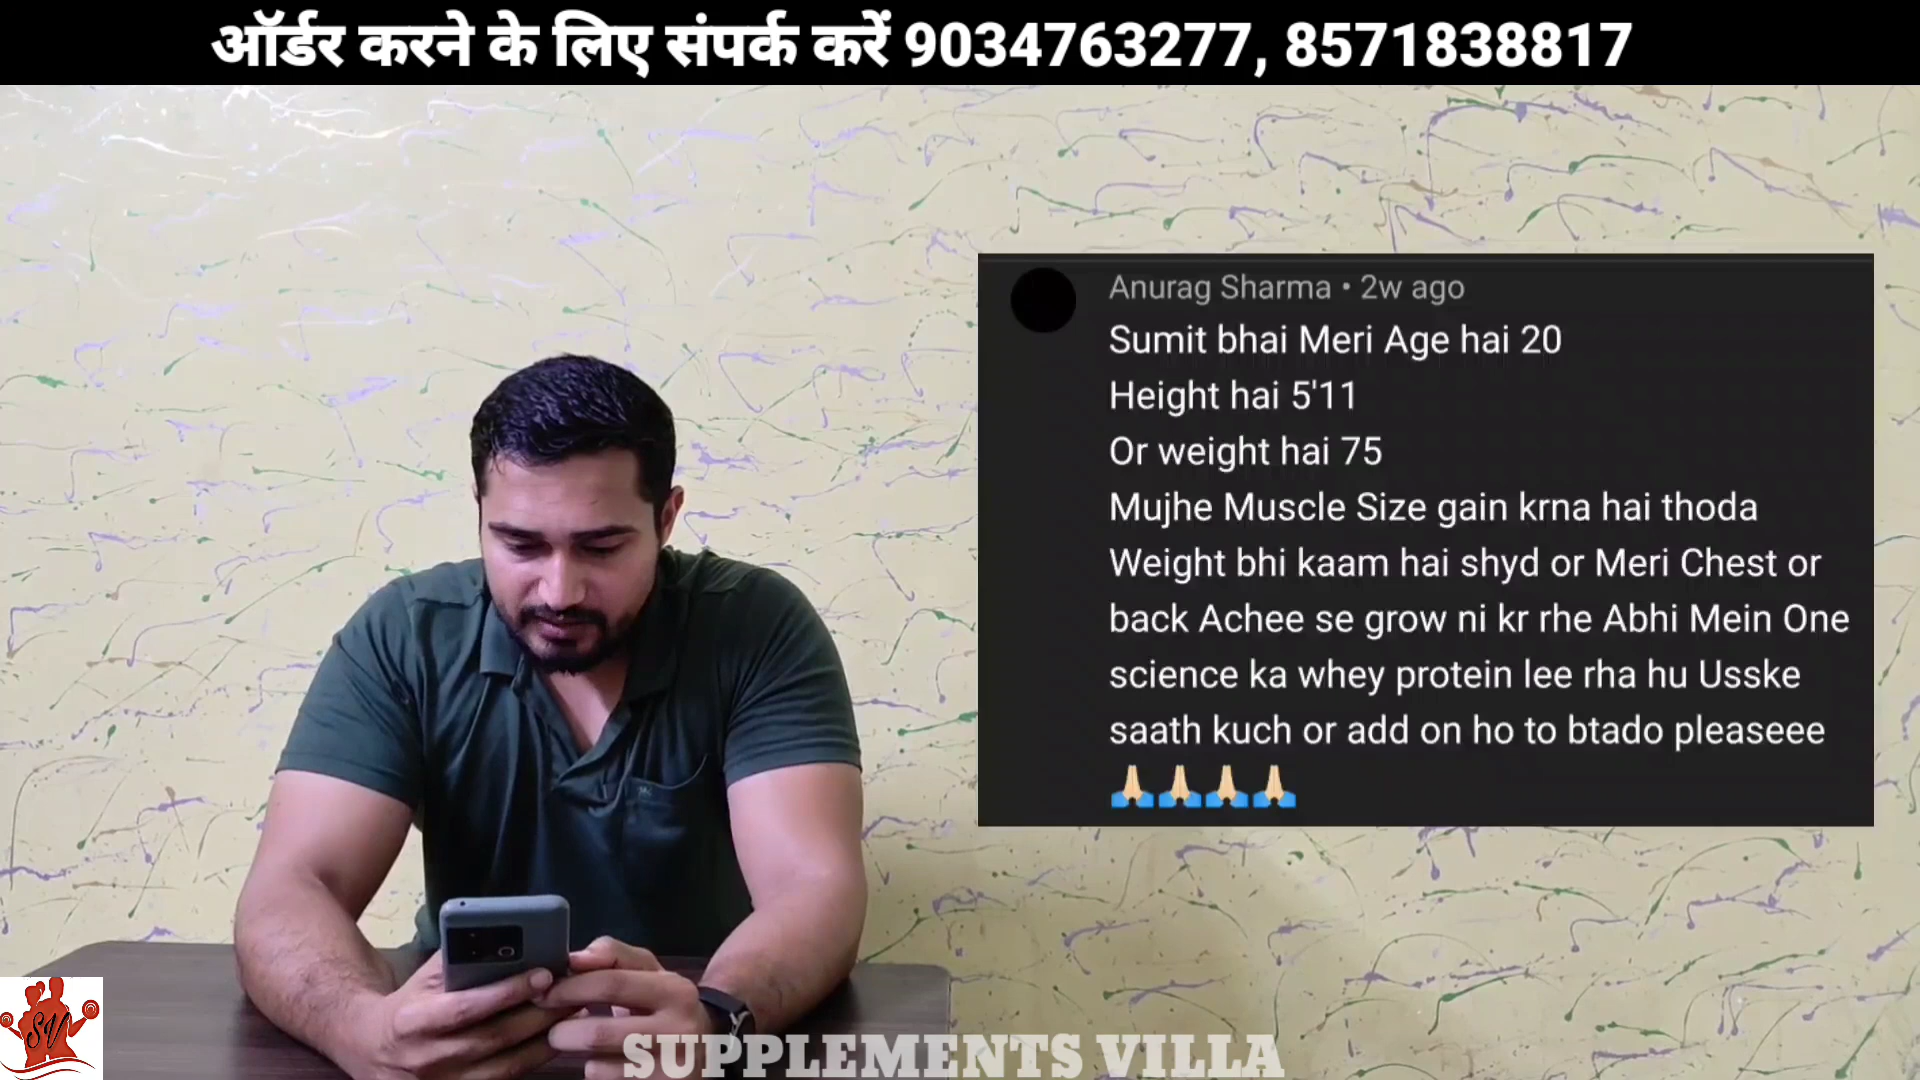 ऑर्डर करने के लिए संपर्क करें 9034763277, 8571838817
Anurag Sharma • 2w ago
Sumit bhai Meri Age hai 20
Height hai 5'11
Or weight hai 75
Mujhe Muscle Size gain krna hai thoda
Weight bhi kaam hai shyd or Meri Chest or
back Achee se grow ni kr rhe Abhi Mein One
science ka whey protein lee rha hu Usske
saath kuch or add on ho to btado pleaseee
🙏🏻🙏🏻🙏🏻🙏🏻
SV
SUPPLEMENTS VILLA